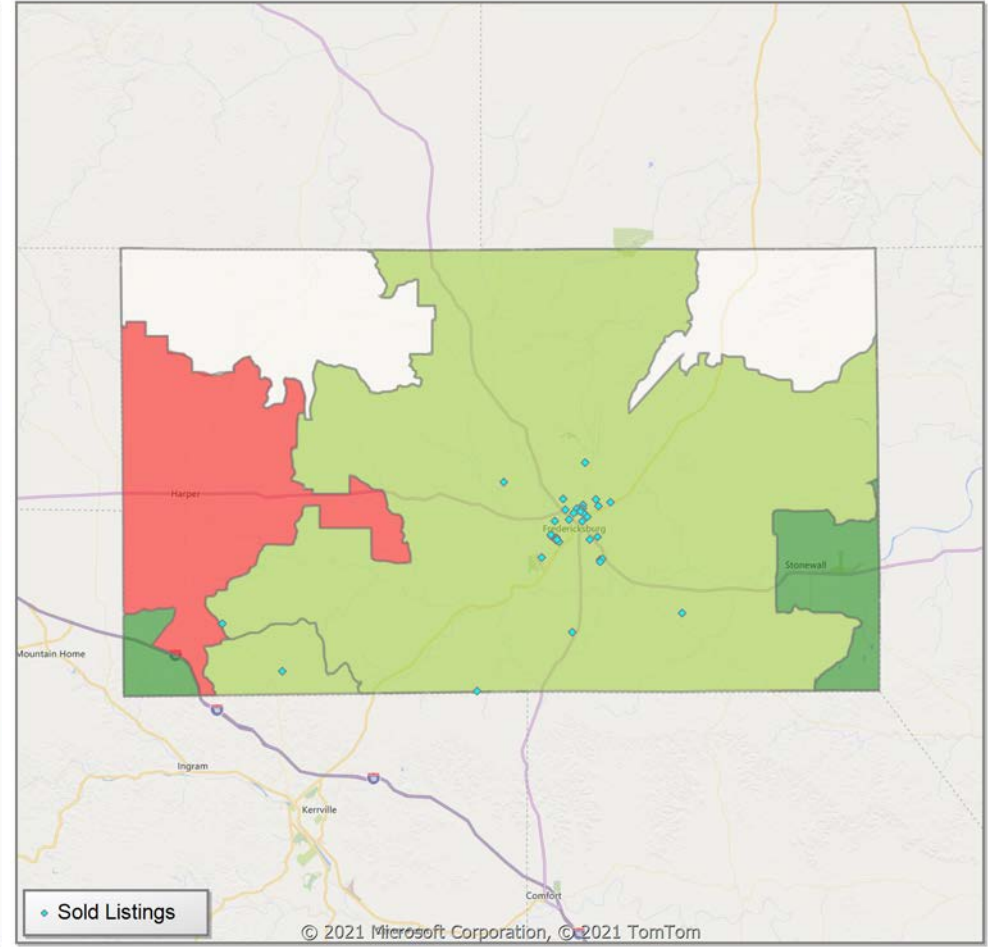 Harper
Fredericksburg
Stonewall
Mountain Home
Ingram
Kerrville
Comfort
Sold Listings
© 2021 Microsoft Corporation, © 2021 TomTom